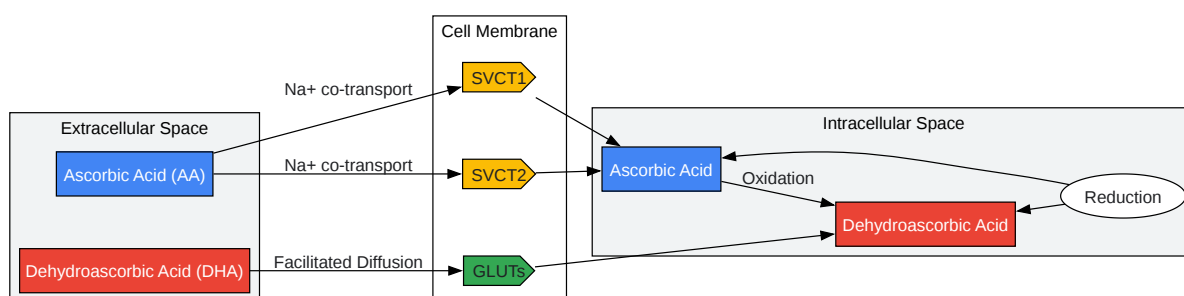 Cell Membrane
SVCT1
Na+ co-transport
Extracellular Space
Intracellular Space
Ascorbic Acid (AA)
Na+ co-transport
SVCT2
Ascorbic Acid
Oxidation
Reduction
Dehydroascorbic Acid
Dehydroascorbic Acid (DHA)
Facilitated Diffusion
GLUTs